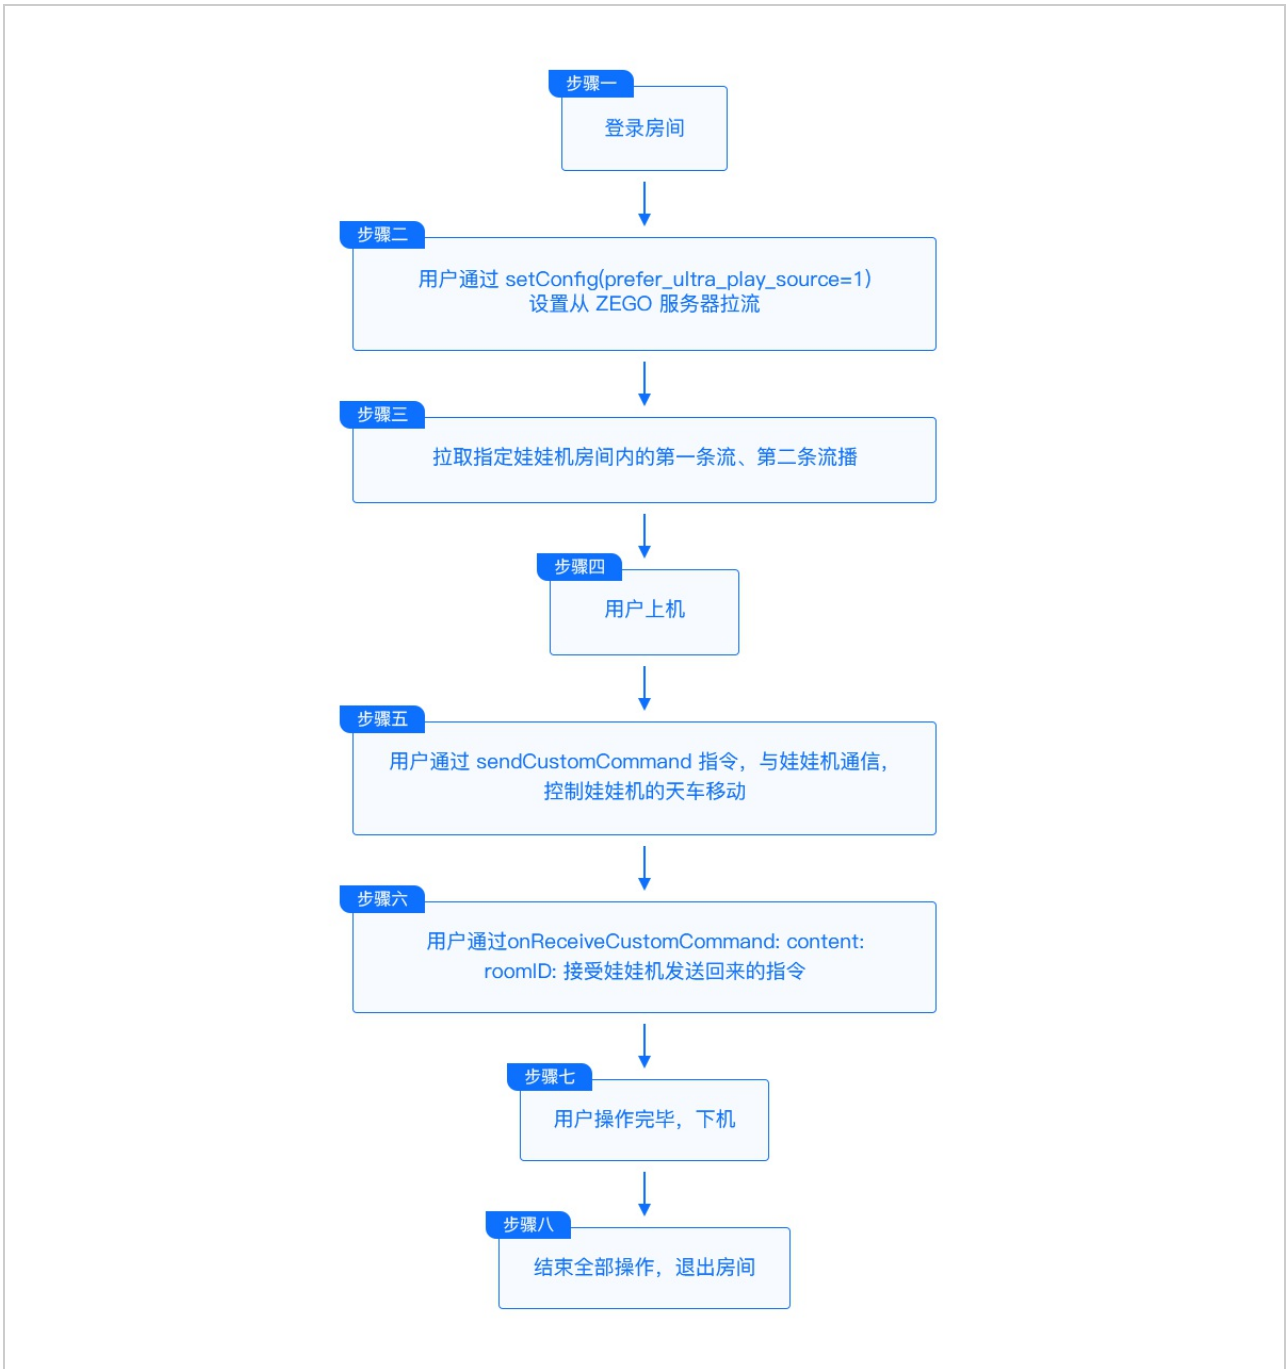 步骤一
登录房间
步骤二
用户通过 setConfig(prefer_ultra_play_source=1)
设置从 ZEGO 服务器拉流
步骤三
拉取指定娃娃机房间内的第一条流、第二条流播
步骤四
用户上机
步骤五
用户通过 sendCustomCommand 指令，与娃娃机通信，
控制娃娃机的天车移动
步骤六
用户通过onReceiveCustomCommand: content:
roomID: 接受娃娃机发送回来的指令
步骤七
用户操作完毕，下机
步骤八
结束全部操作，退出房间